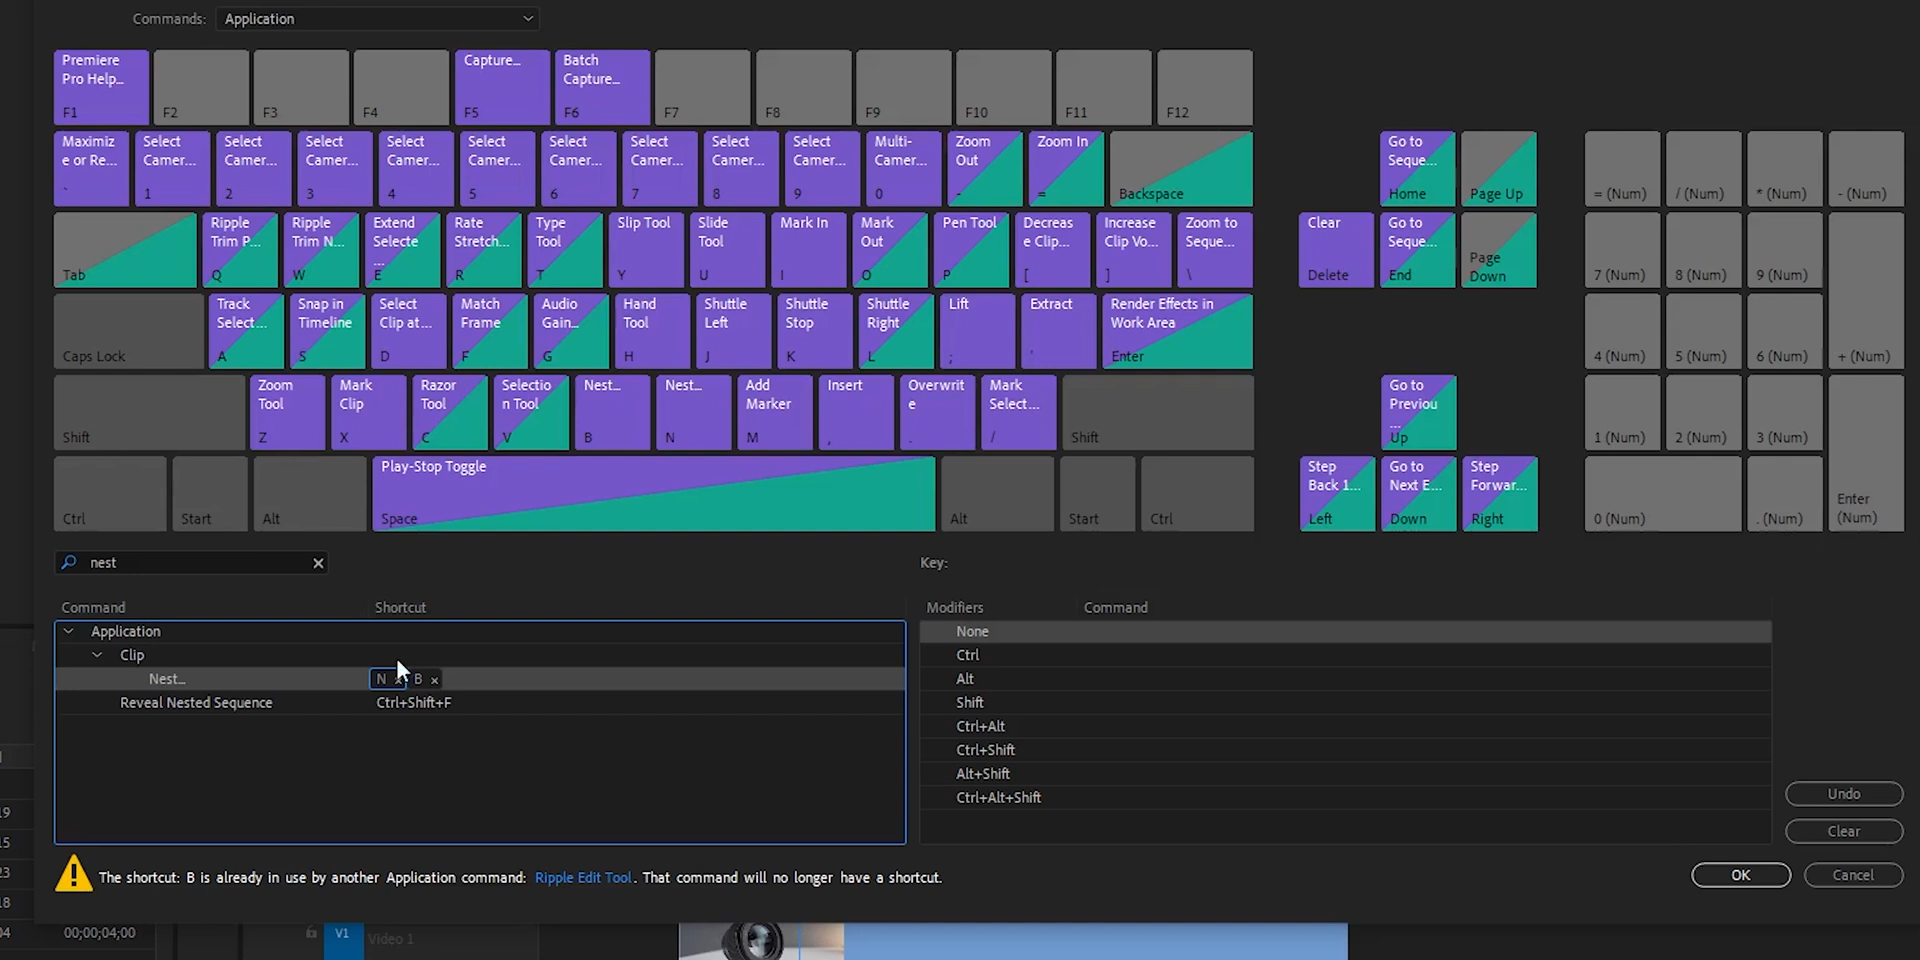 Commands: Application
Premiere Pro Help... F1
F2
F3
F4
Capture... F5
Batch Capture... F6
F7
F8
F9
F10
F11
F12
Maximiz e or Re... `
Select Camer... 1
Select Camer... 2
Select Camer... 3
Select Camer... 4
Select Camer... 5
Select Camer... 6
Select Camer... 7
Select Camer... 8
Select Camer... 9
Multi- Camer... 0
Zoom Out -
Zoom In =
Backspace
Go to Seque... Home
Page Up
= (Num)
/ (Num)
* (Num)
- (Num)
Tab
Ripple Trim P... Q
Ripple Trim N... W
Extend Selecte ... E
Rate Stretch... R
Type Tool T
Slip Tool Y
Slide Tool U
Mark In I
Mark Out O
Pen Tool P
Decreas e Clip... [
Increase Clip Vo... ]
Zoom to Seque... \
Clear Delete
Go to Seque... End
Page Down
7 (Num)
8 (Num)
9 (Num)
+ (Num)
Caps Lock
Track Select... A
Snap in Timeline S
Select Clip at... D
Match Frame F
Audio Gain... G
Hand Tool H
Shuttle Left J
Shuttle Stop K
Shuttle Right L
Lift ;
Extract '
Render Effects in Work Area Enter
4 (Num)
5 (Num)
6 (Num)
Shift
Zoom Tool Z
Mark Clip X
Razor Tool C
Selectio n Tool V
Nest... B
Nest... N
Add Marker M
Insert ,
Overwrit e .
Mark Select... /
Shift
Go to Previou ... Up
1 (Num)
2 (Num)
3 (Num)
Enter (Num)
Ctrl
Start
Alt
Play-Stop Toggle Space
Alt
Start
Ctrl
Step Back 1... Left
Go to Next E... Down
Step Forwar... Right
0 (Num)
. (Num)
nest
Key:
Command Shortcut
Modifiers Command
Application
Clip
Nest... N x B x
Reveal Nested Sequence Ctrl+Shift+F
None
Ctrl
Alt
Shift
Ctrl+Alt
Ctrl+Shift
Alt+Shift
Ctrl+Alt+Shift
Undo
Clear
The shortcut: B is already in use by another Application command: Ripple Edit Tool. That command will no longer have a shortcut.
OK
Cancel
19
15
23
18
04
00;00;04;00
V1
Video 1